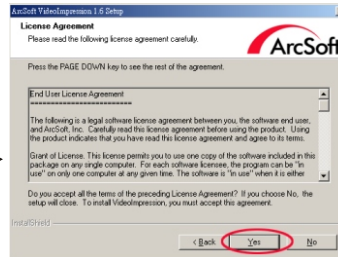 ArcSoft VideoImpression 1.6 Setup
License Agreement
Please read the following license agreement carefully.
ArcSoft
Press the PAGE DOWN key to see the rest of the agreement.
End User License Agreement
==========================
The following is a legal software license agreement between you, the software end user,
and ArcSoft, Inc. Carefully read this license agreement before using the product. Using
the product indicates that you have read this license agreement and agree to its terms.
Grant of License. This license permits you to use one copy of the software included in this
package on any single computer. For each software licensee, the program can be "in
use" on only one computer at any given time. The software is "in use" when it is either
Do you accept all the terms of the preceding License Agreement? If you choose No, the
setup will close. To install VideoImpression, you must accept this agreement.
InstallShield
< Back
Yes
No